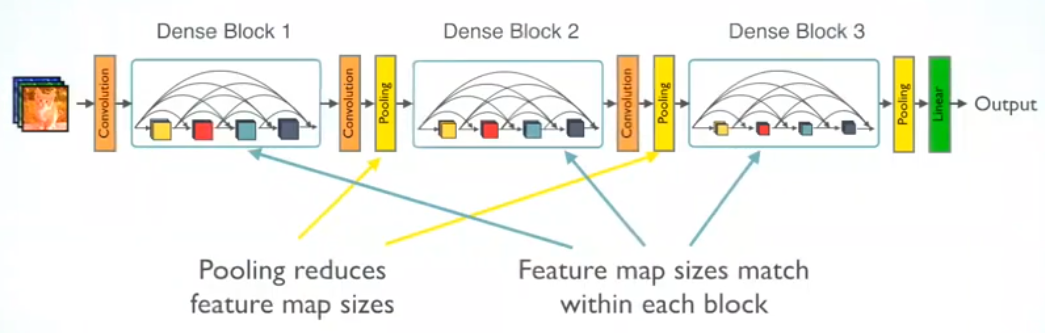 Dense Block 1
Dense Block 2
Dense Block 3
Convolution
Convolution
Pooling
Convolution
Pooling
Pooling
Linear
Output
Pooling reduces
feature map sizes
Feature map sizes match
within each block